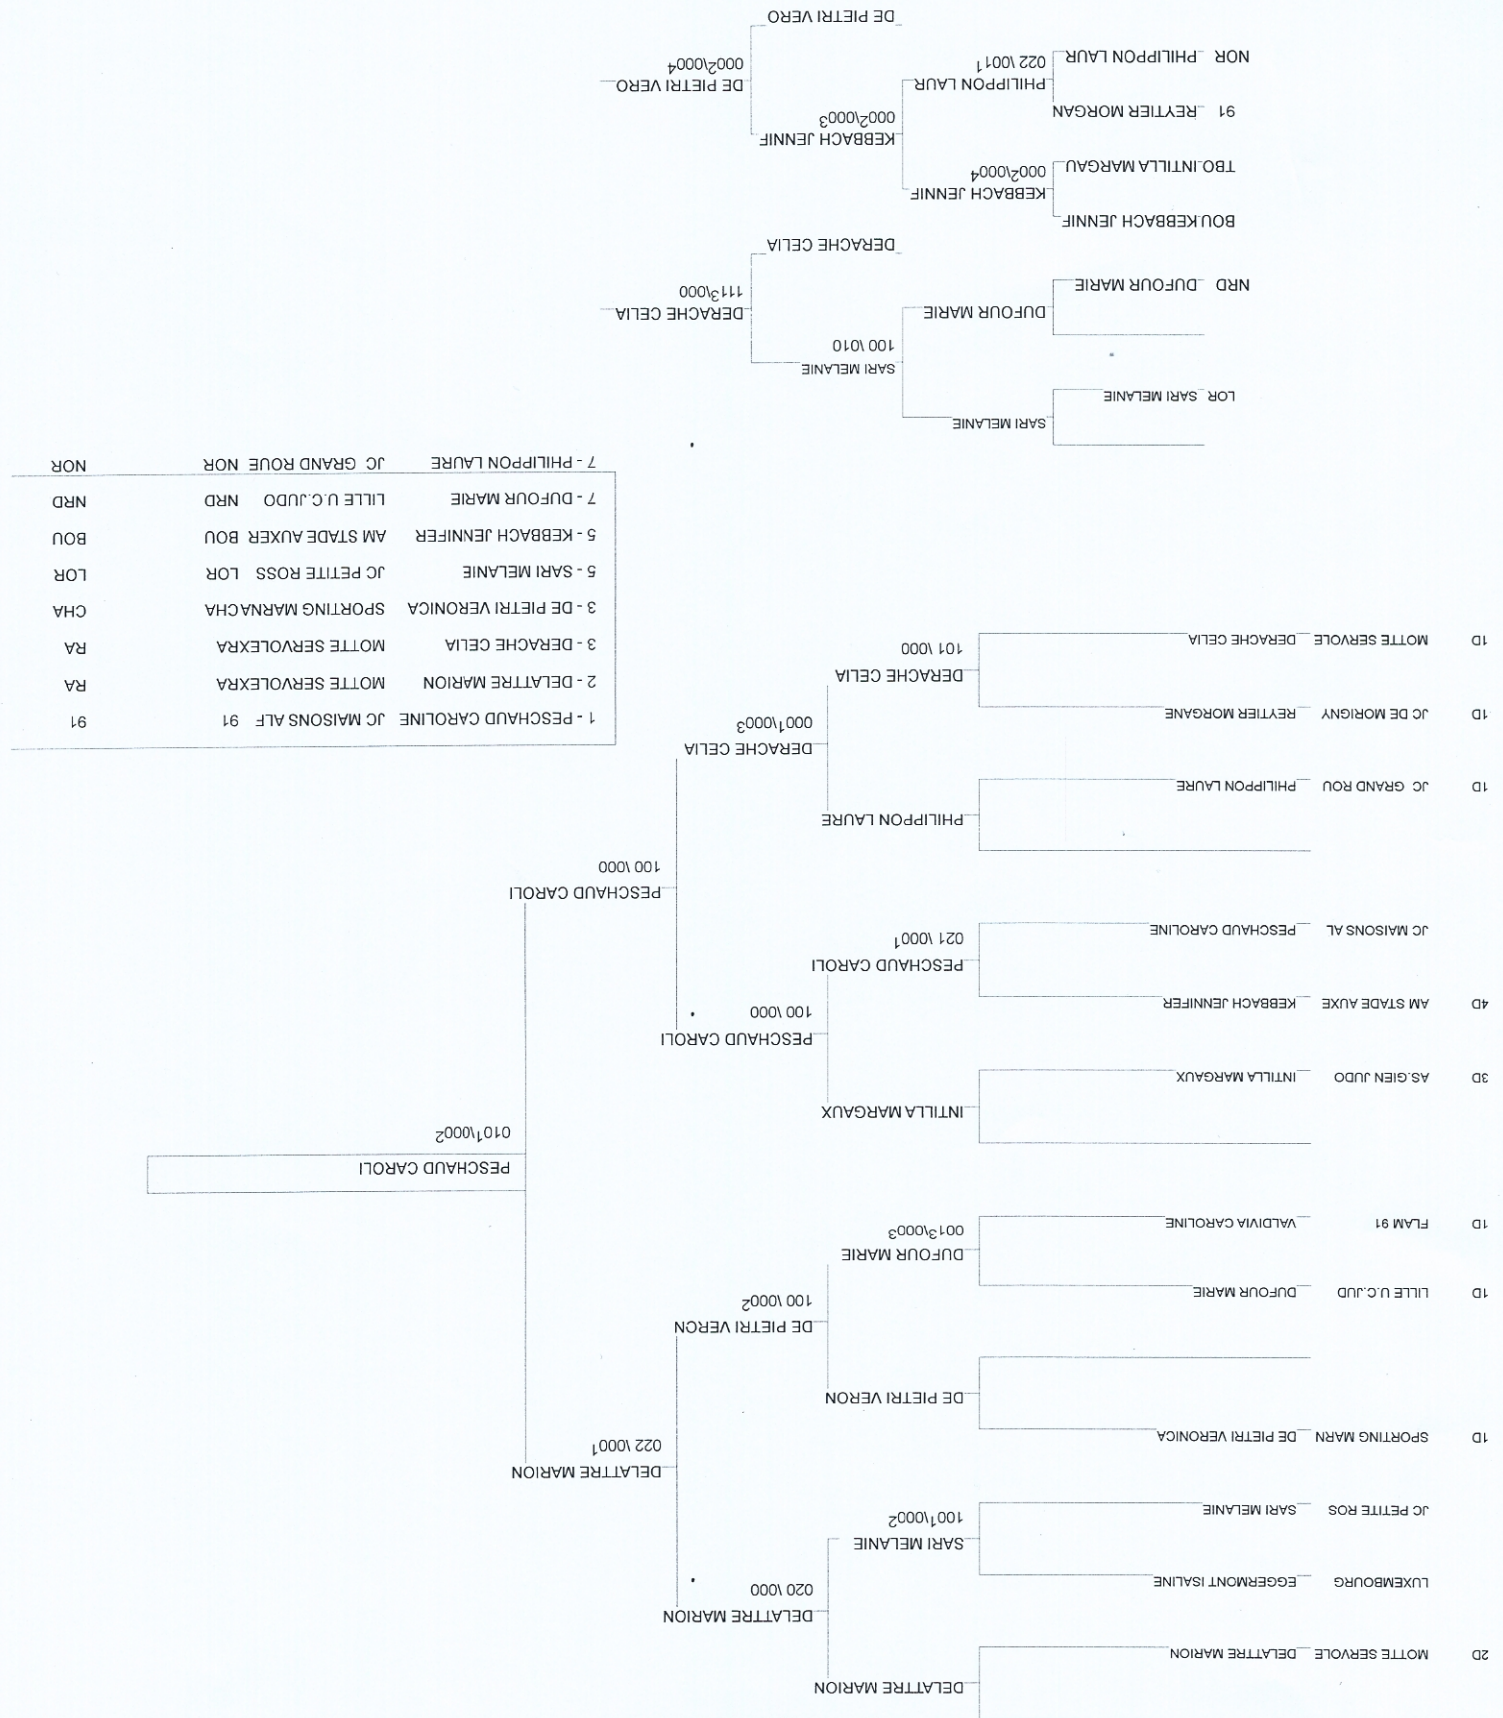 DELATTRE MARION
2D MOTTE SERVOLE DELATTRE MARION
DELATTRE MARION
020 \000
LUXEMBOURG EGGERMONT ISALINE
SARI MELANIE
1001\0002
JC PETITE ROS SARI MELANIE
DELATTRE MARION
022 \0001
1D SPORTING MARN DE PIETRI VERONICA
DE PIETRI VERON
DE PIETRI VERON
100 \0002
1D LILLE U.C.JUD DUFOUR MARIE
DUFOUR MARIE
0013\0003
1D FLAM 91 VALDIVIA CAROLINE
PESCHAUD CAROLI
0101\0002
INTILLA MARGAUX
3D AS.GIEN JUDO INTILLA MARGAUX
PESCHAUD CAROLI
100 \000
4D AM STADE AUXE KEBBACH JENNIFER
PESCHAUD CAROLI
021 \0001
JC MAISONS AL PESCHAUD CAROLINE
PESCHAUD CAROLI
100 \000
PHILIPPON LAURE
1D JC GRAND ROU PHILIPPON LAURE
DERACHE CELIA
0001\0003
1D JC DE MORIGNY REYTIER MORGANE
DERACHE CELIA
101 \000
1D MOTTE SERVOLE DERACHE CELIA
1 - PESCHAUD CAROLINE JC MAISONS ALF 91 91
2 - DELATTRE MARION MOTTE SERVOLEXRA RA
3 - DERACHE CELIA MOTTE SERVOLEXRA RA
3 - DE PIETRI VERONICA SPORTING MARNACHA CHA
5 - SARI MELANIE JC PETITE ROSS LOR LOR
5 - KEBBACH JENNIFER AM STADE AUXER BOU BOU
7 - DUFOUR MARIE LILLE U.C.JUDO NRD NRD
7 - PHILIPPON LAURE JC GRAND ROUE NOR NOR
SARI MELANIE
LOR SARI MELANIE
SARI MELANIE
100 \010
DUFOUR MARIE
DERACHE CELIA
1113\000
NRD DUFOUR MARIE
DERACHE CELIA
BOU.KEBBACH JENNIF
KEBBACH JENNIF
0002\0004
TBO.INTILLA MARGAU
KEBBACH JENNIF
0002\0003
91 REYTIER MORGAN
PHILIPPON LAUR
022 \0011
DE PIETRI VERO
0002\0004
NOR PHILIPPON LAUR
DE PIETRI VERO